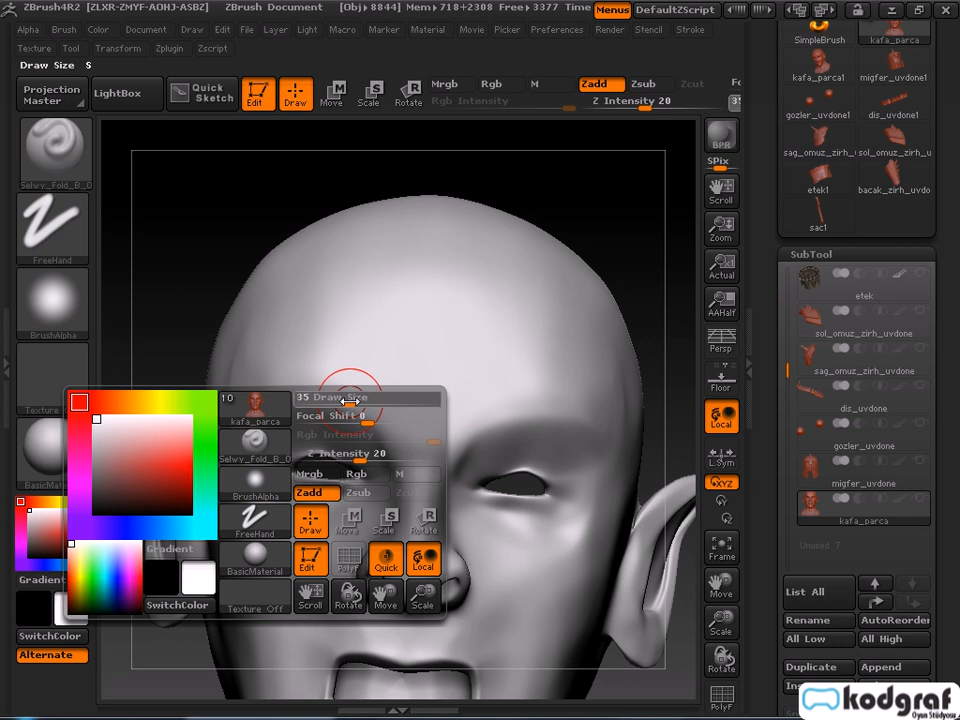 ZBrush4R2 [ZLXR-ZMYF-AOHJ-ASBZ] ZBrush Document [Obj▸8844] Mem▸718+2308 Free▸3377 Time Menus DefaultZScript
Alpha Brush Color Document Draw Edit File Layer Light Macro Marker Material Movie Picker Preferences Render Stencil Stroke
Texture Tool Transform Zplugin Zscript
Draw Size S
Projection Master
LightBox
Quick Sketch
Edit
Draw
Move
Scale
Rotate
Mrgb Rgb M
Rgb Intensity
Zadd Zsub Zcut
Z Intensity 20
Fo
35
Selwy_Fold_B_0
FreeHand
BrushAlpha
Texture
BasicMaterial
Gradient
SwitchColor
Alternate
Gradient
SwitchColor
10
kafa_parca
Selwy_Fold_B_0
BrushAlpha
FreeHand
BasicMaterial
Texture Off
35 Draw Size
Focal Shift 0
Rgb Intensity
Z Intensity 20
Mrgb Rgb M
Zadd Zsub Zcut
Draw Move Scale Rotate
Edit PolyF Quick Local
Scroll Rotate Move Scale
BPR
SPix
Scroll
Zoom
Actual
AAHalf
Persp
Floor
Local
L.Sym
XYZ
Y
Z
Frame
Move
Scale
Rotate
PolyF
SimpleBrush
kafa_parca
kafa_parca1
migfer_uvdone1
gozler_uvdone1
dis_uvdone1
sag_omuz_zirh_
sol_omuz_zirh_u
etek1
bacak_zirh_uvdo
sac1
SubTool
etek
sol_omuz_zirh_uvdone
sag_omuz_zirh_uvdone
dis_uvdone
gozler_uvdone
migfer_uvdone
kafa_parca
Unused 7
List All
Rename AutoReorder
All Low All High
Duplicate Append
kodgraf
Oyun Stüdyosu